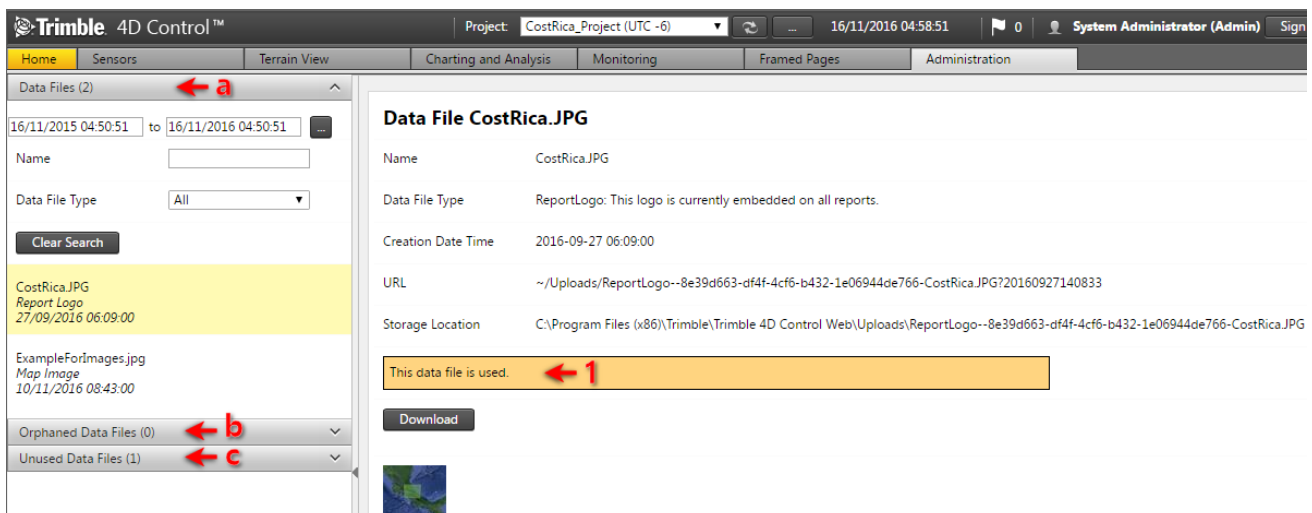 Trimble. 4D Control™
Project: CostRica_Project (UTC -6) ... 16/11/2016 04:58:51 0 System Administrator (Admin) Sign
Home Sensors Terrain View Charting and Analysis Monitoring Framed Pages Administration
Data Files (2) a
16/11/2015 04:50:51 to 16/11/2016 04:50:51 ...
Name
Data File Type All
Clear Search
CostRica.JPG
Report Logo
27/09/2016 06:09:00
ExampleForImages.jpg
Map Image
10/11/2016 08:43:00
Orphaned Data Files (0) b
Unused Data Files (1) c
Data File CostRica.JPG
Name CostRica.JPG
Data File Type ReportLogo: This logo is currently embedded on all reports.
Creation Date Time 2016-09-27 06:09:00
URL ~/Uploads/ReportLogo--8e39d663-df4f-4cf6-b432-1e06944de766-CostRica.JPG?20160927140833
Storage Location C:\Program Files (x86)\Trimble\Trimble 4D Control Web\Uploads\ReportLogo--8e39d663-df4f-4cf6-b432-1e06944de766-CostRica.JPG
This data file is used. 1
Download